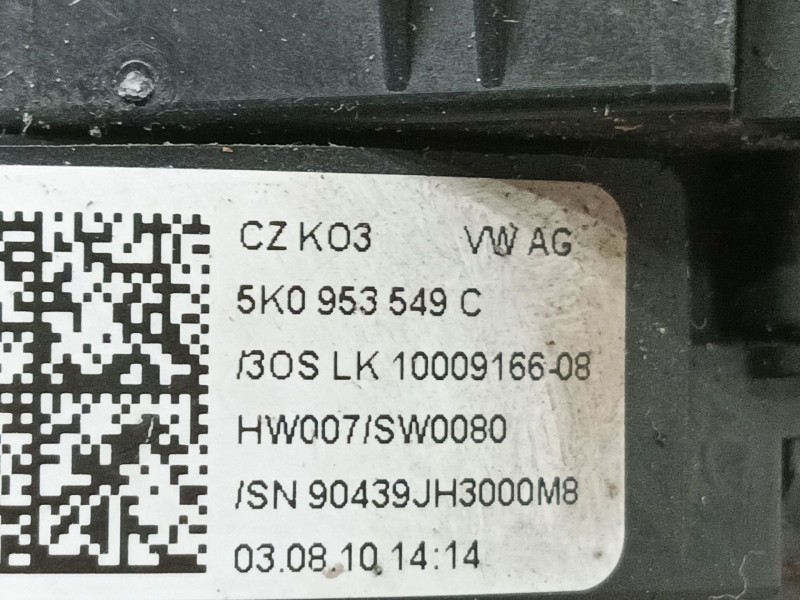 CZ KO3 VW AG
5K0 953 549 C
/3OS LK 10009166-08
HW007/SW0080
/SN 90439JH3000M8
03.08.10 14:14